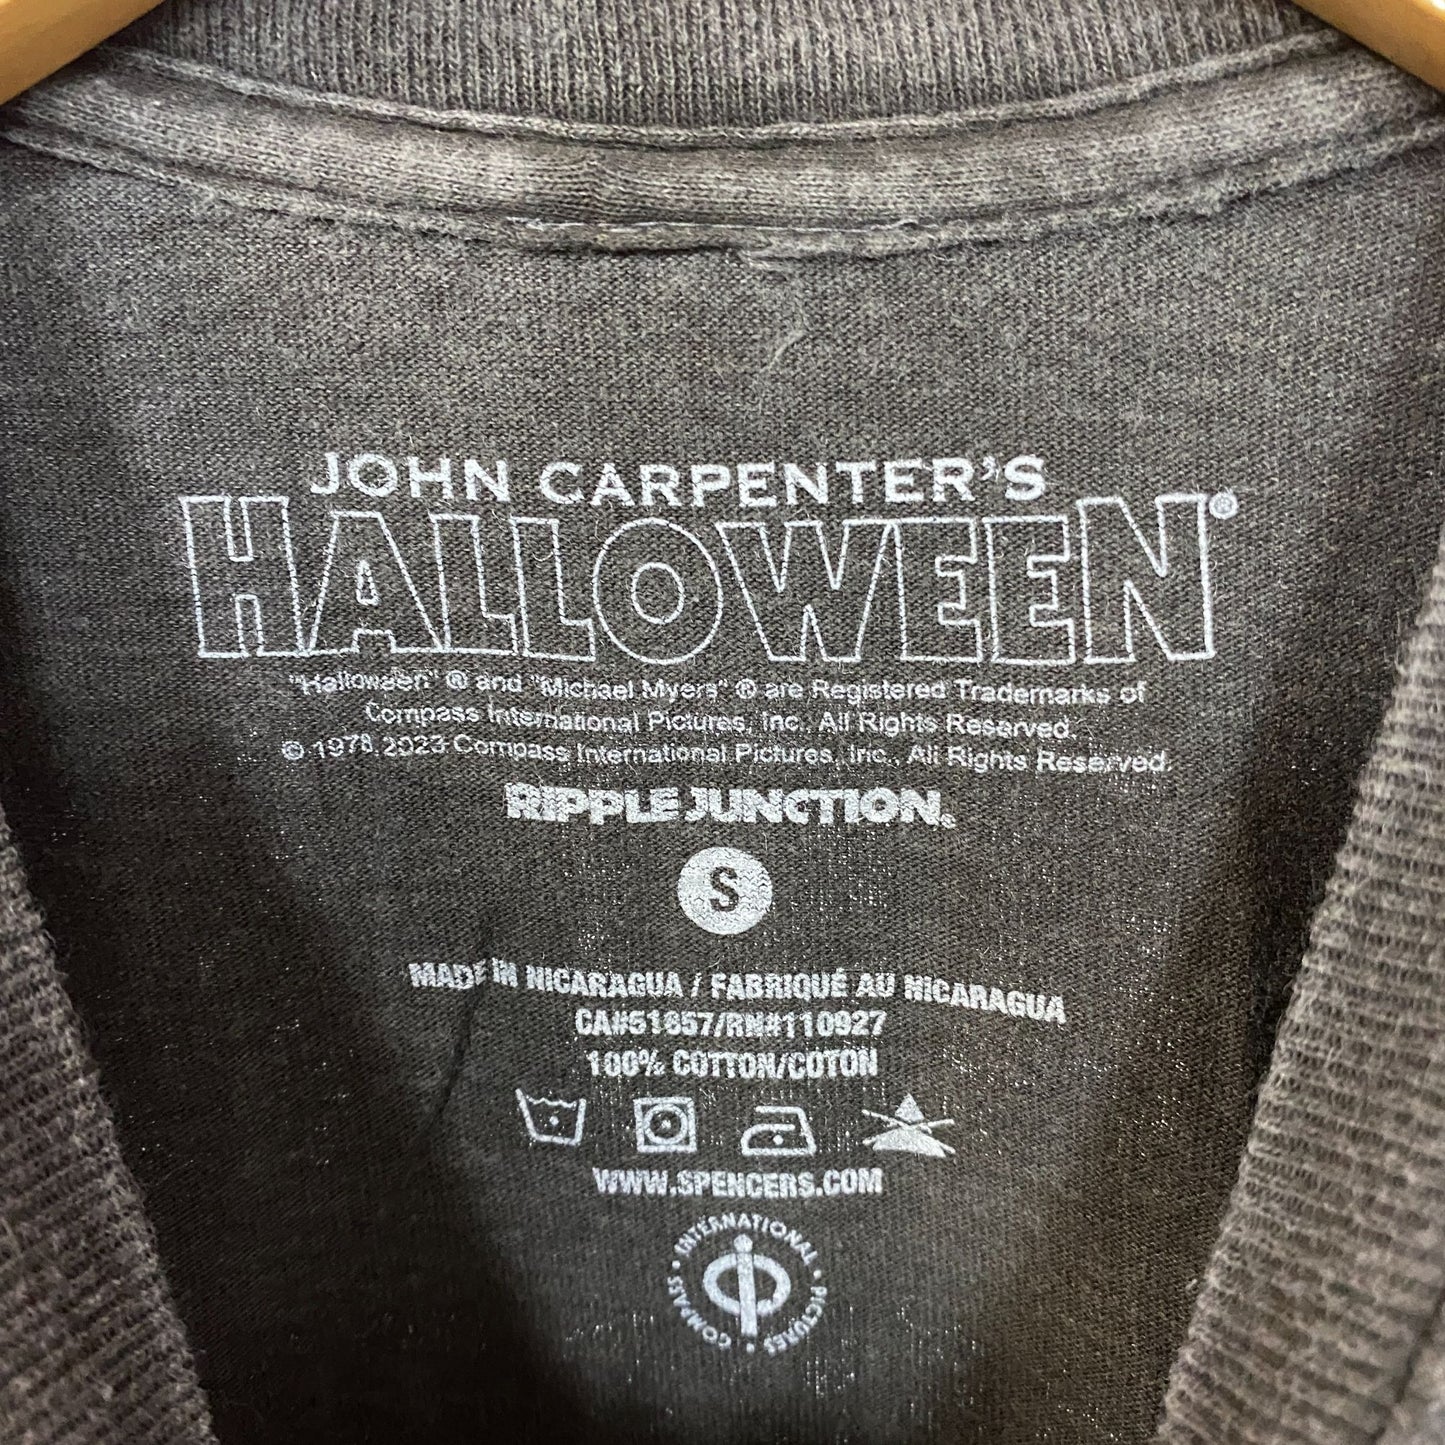 JOHN CARPENTER'S
HALLOWEEN®
"Halloween" ® and "Michael Myers" ® are Registered Trademarks of
Compass International Pictures, Inc., All Rights Reserved.
© 1978, 2023 Compass International Pictures, Inc., All Rights Reserved.
RIPPLE JUNCTION®
S
MADE IN NICARAGUA / FABRIQUÉ AU NICARAGUA
CA#51657/RN#110927
100% COTTON/COTON
WWW.SPENCERS.COM
COMPASS • INTERNATIONAL • PICTURES •